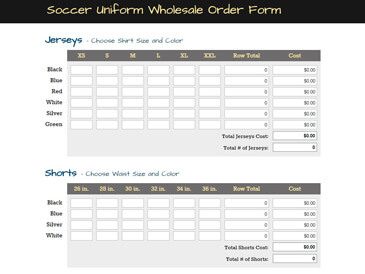 Soccer Uniform Wholesale Order Form
Jerseys - Choose Shirt Size and Color
XS S M L XL XXL Row Total Cost
Black 0 $0.00
Blue 0 $0.00
Red 0 $0.00
White 0 $0.00
Silver 0 $0.00
Green 0 $0.00
Total Jerseys Cost: $0.00
Total # of Jerseys: 0
Shorts - Choose Waist Size and Color
26 in. 28 in. 30 in. 32 in. 34 in. 36 in. Row Total Cost
Black 0 $0.00
Blue 0 $0.00
Silver 0 $0.00
White 0 $0.00
Total Shorts Cost: $0.00
Total # of Shorts: 0